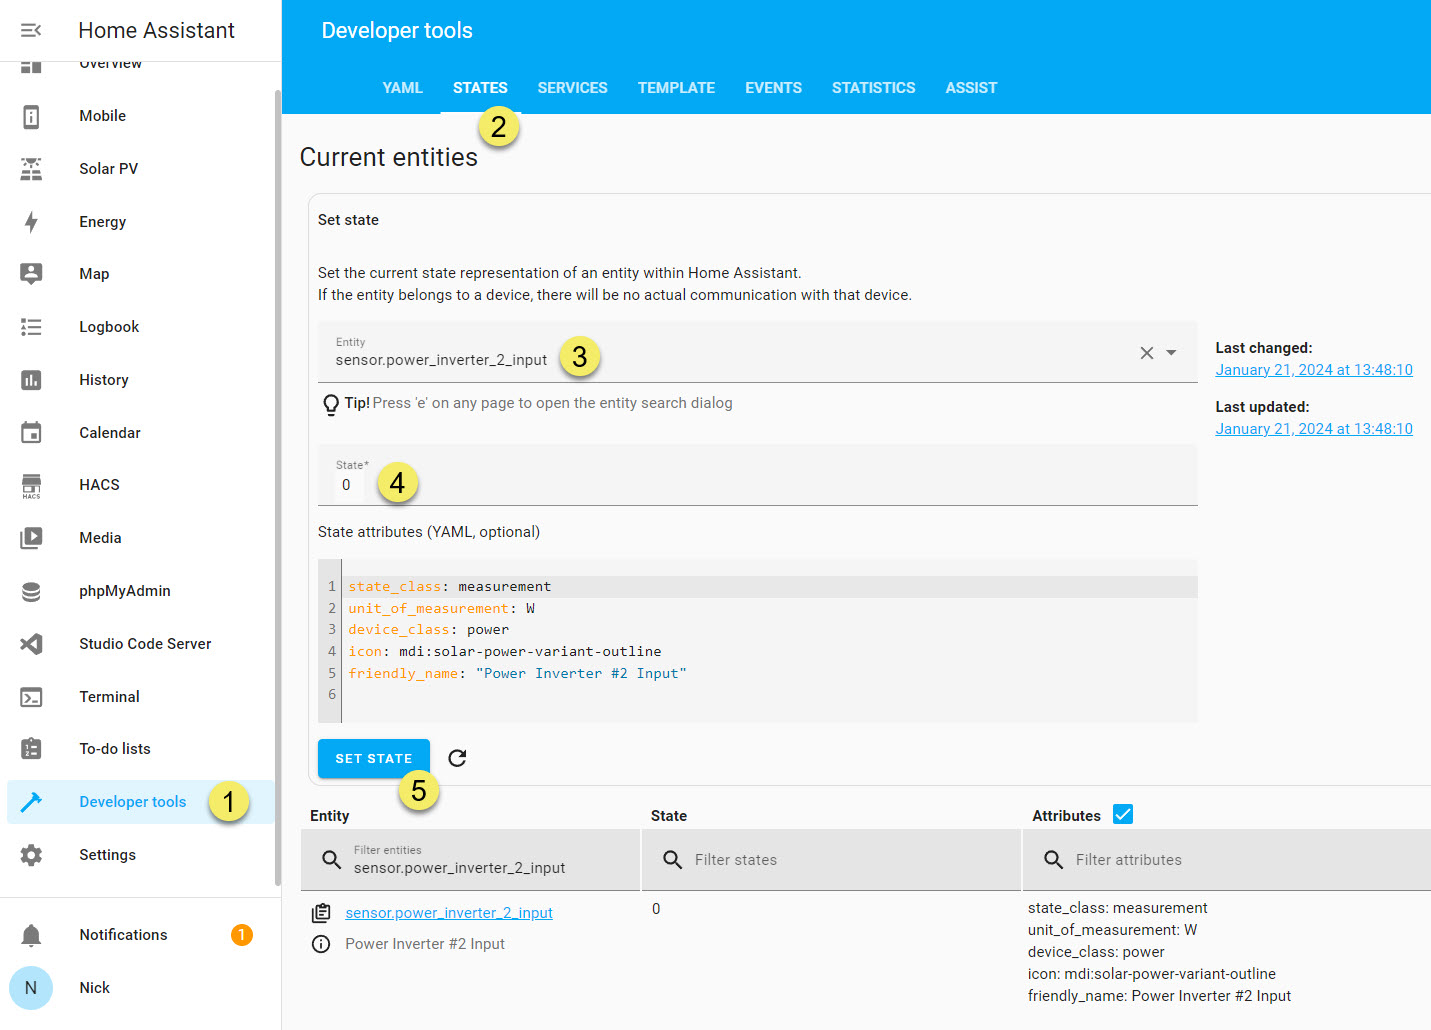 Home Assistant
Overview
Mobile
Solar PV
Energy
Map
Logbook
History
Calendar
HACS
HACS
Media
phpMyAdmin
Studio Code Server
Terminal
To-do lists
Developer tools
1
Settings
Notifications
1
N
Nick
Developer tools
YAML
STATES
SERVICES
TEMPLATE
EVENTS
STATISTICS
ASSIST
2
Current entities
Set state
Set the current state representation of an entity within Home Assistant.
If the entity belongs to a device, there will be no actual communication with that device.
Entity
sensor.power_inverter_2_input
3
Tip! Press 'e' on any page to open the entity search dialog
Last changed:
January 21, 2024 at 13:48:10
Last updated:
January 21, 2024 at 13:48:10
State*
0
4
State attributes (YAML, optional)
1 state_class: measurement
2 unit_of_measurement: W
3 device_class: power
4 icon: mdi:solar-power-variant-outline
5 friendly_name: "Power Inverter #2 Input"
6
SET STATE
5
Entity
State
Attributes
Filter entities
sensor.power_inverter_2_input
Filter states
Filter attributes
sensor.power_inverter_2_input
Power Inverter #2 Input
0
state_class: measurement
unit_of_measurement: W
device_class: power
icon: mdi:solar-power-variant-outline
friendly_name: Power Inverter #2 Input